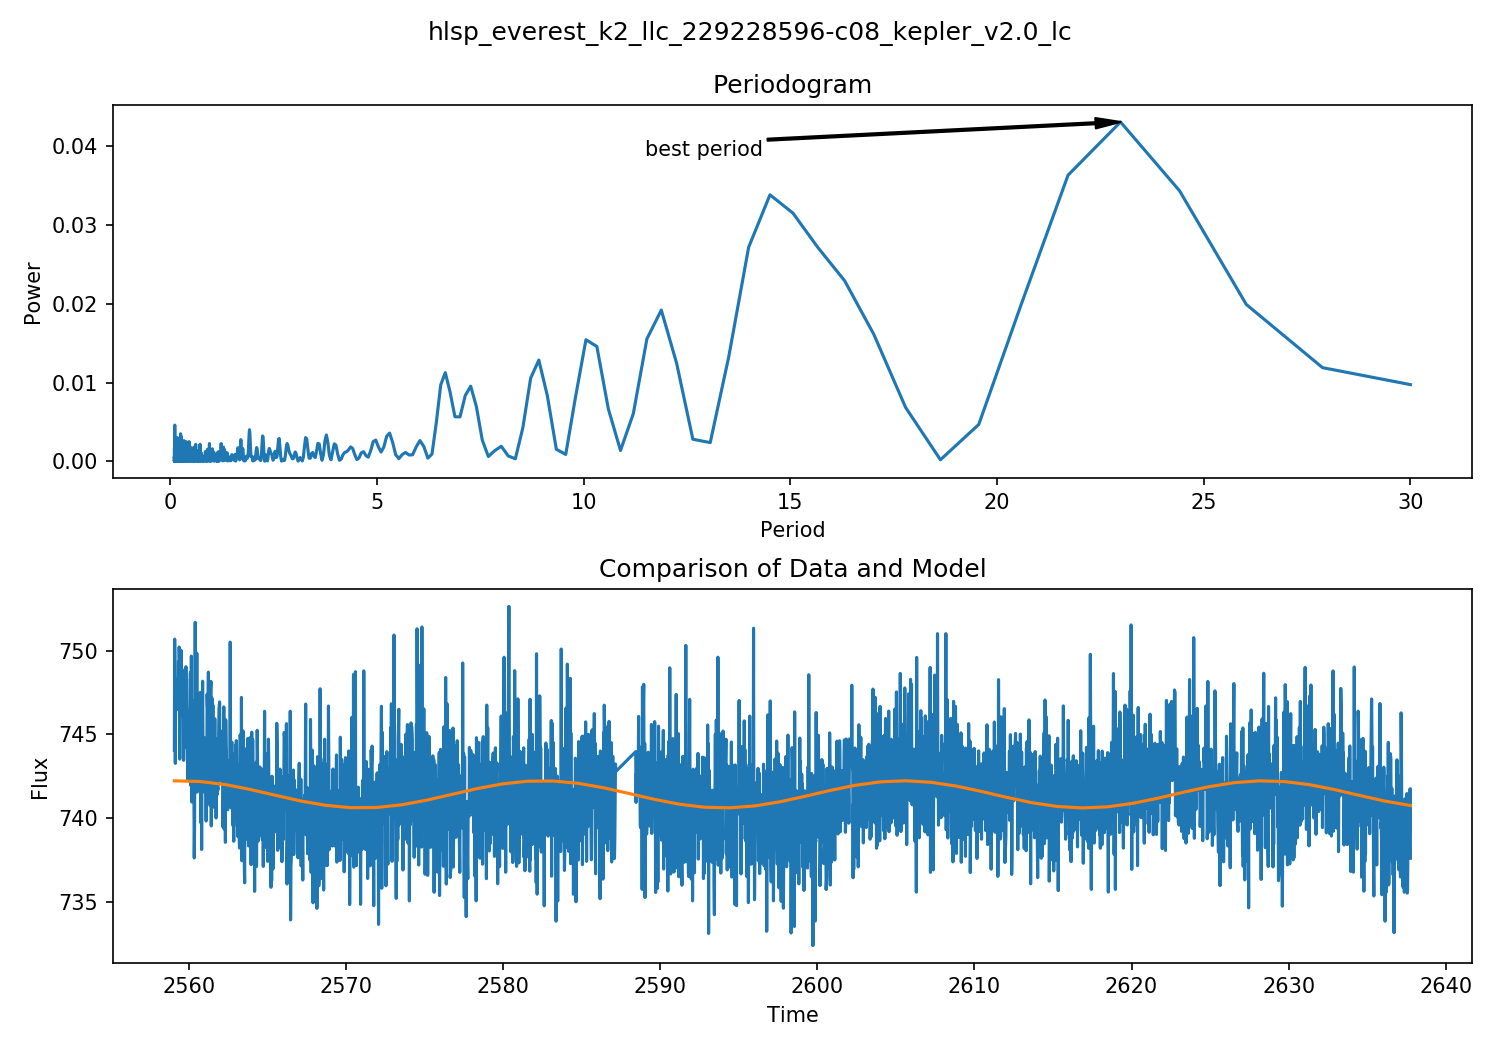 hlsp_everest_k2_llc_229228596-c08_kepler_v2.0_lc
Periodogram
best period
Power
0.04
0.03
0.02
0.01
0.00
0 5 10 15 20 25 30
Period
Comparison of Data and Model
Flux
750
745
740
735
2560 2570 2580 2590 2600 2610 2620 2630 2640
Time